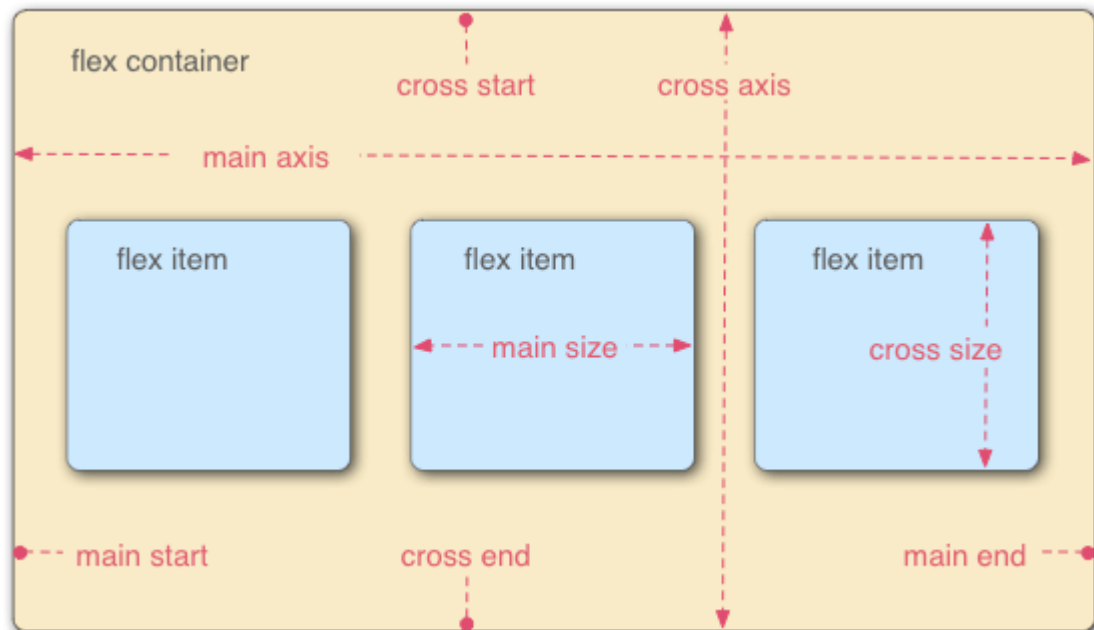 flex container
cross start
cross axis
main axis
flex item
flex item
flex item
main size
cross size
main start
cross end
main end